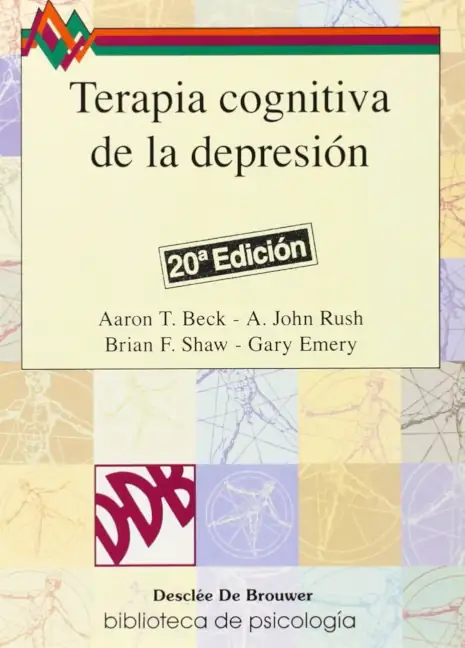 Terapia cognitiva
de la depresión
20ª Edición
Aaron T. Beck - A. John Rush
Brian F. Shaw - Gary Emery
DDB
Desclée De Brouwer
biblioteca de psicología